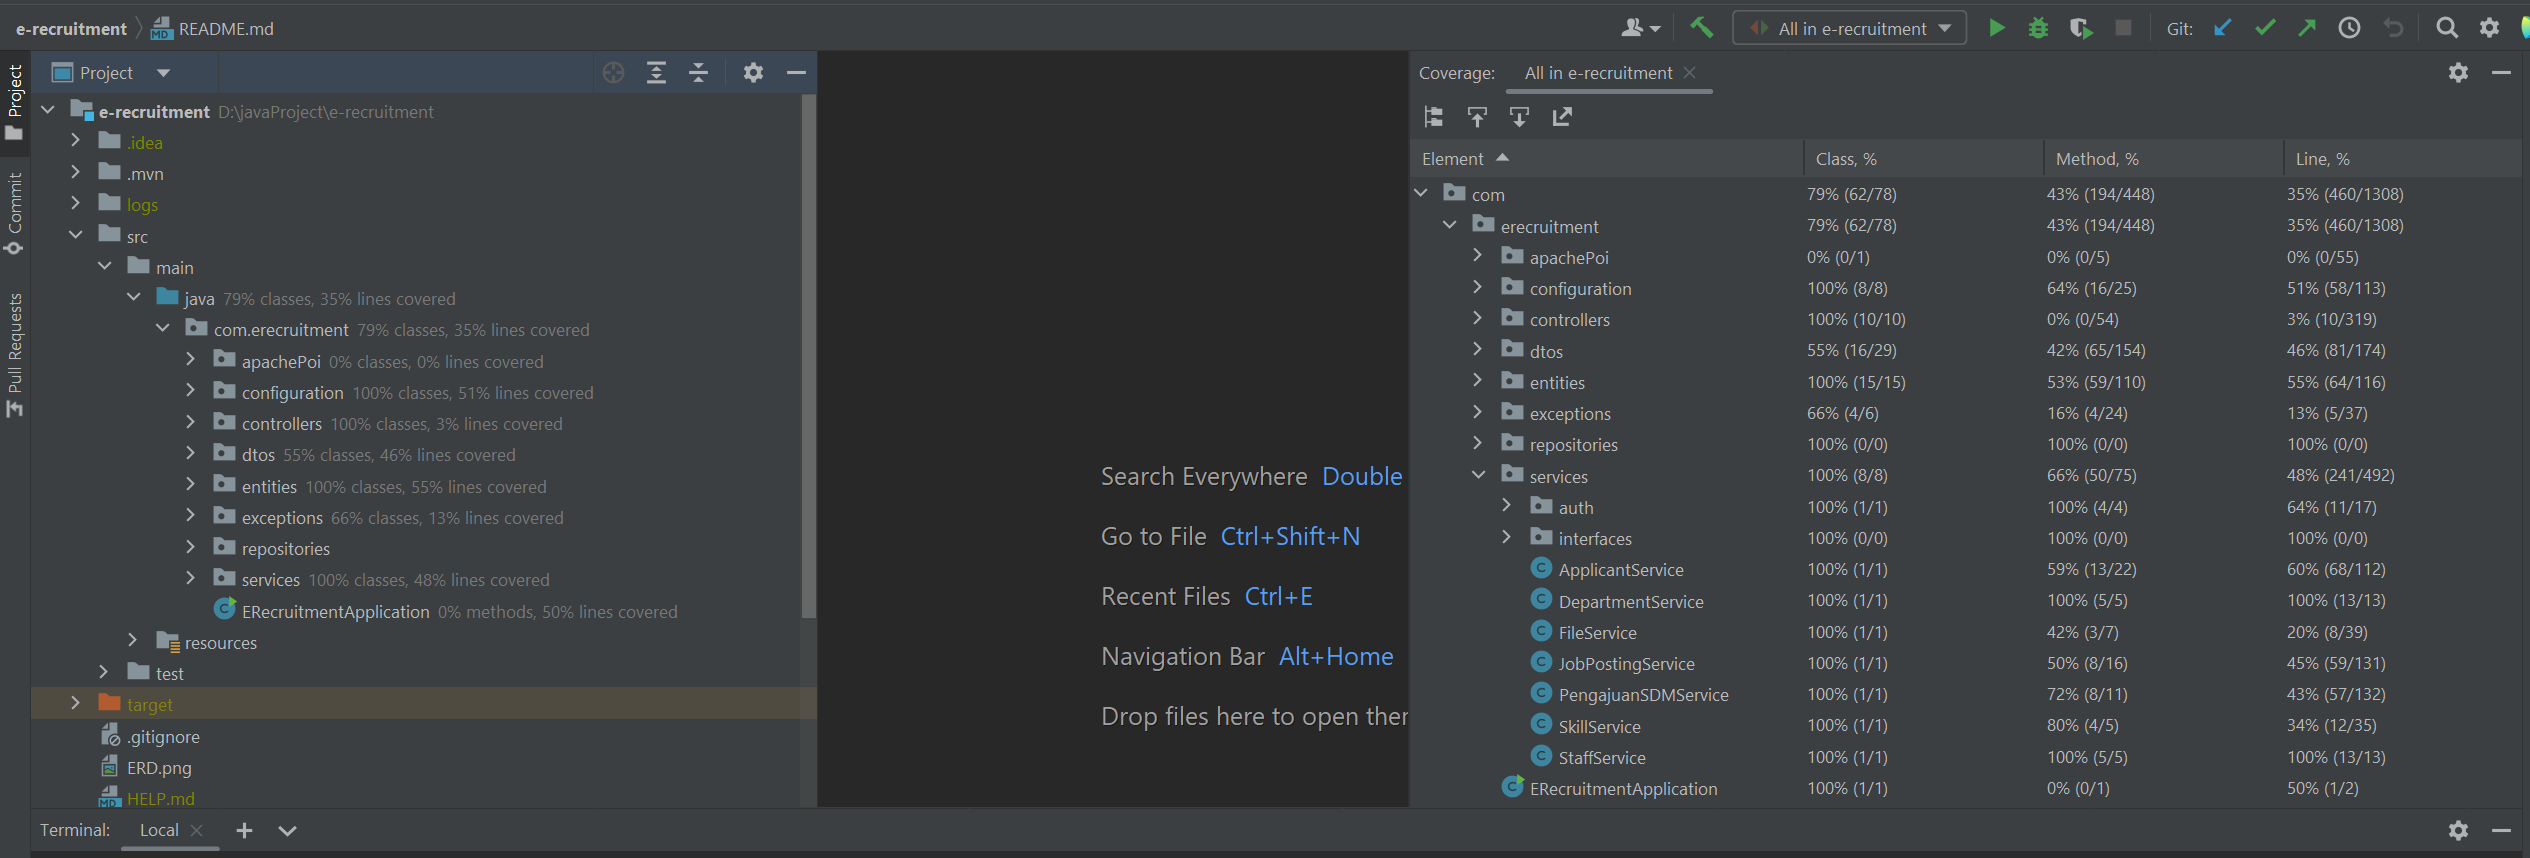 e-recruitment README.md All in e-recruitment Git:
Project
Commit
Pull Requests
Project
e-recruitment D:\javaProject\e-recruitment
.idea
.mvn
logs
src
main
java 79% classes, 35% lines covered
com.erecruitment 79% classes, 35% lines covered
apachePoi 0% classes, 0% lines covered
configuration 100% classes, 51% lines covered
controllers 100% classes, 3% lines covered
dtos 55% classes, 46% lines covered
entities 100% classes, 55% lines covered
exceptions 66% classes, 13% lines covered
repositories
services 100% classes, 48% lines covered
ERecruitmentApplication 0% methods, 50% lines covered
resources
test
target
.gitignore
ERD.png
HELP.md
Search Everywhere Double
Go to File Ctrl+Shift+N
Recent Files Ctrl+E
Navigation Bar Alt+Home
Drop files here to open ther
Coverage: All in e-recruitment
Element Class, % Method, % Line, %
com 79% (62/78) 43% (194/448) 35% (460/1308)
erecruitment 79% (62/78) 43% (194/448) 35% (460/1308)
apachePoi 0% (0/1) 0% (0/5) 0% (0/55)
configuration 100% (8/8) 64% (16/25) 51% (58/113)
controllers 100% (10/10) 0% (0/54) 3% (10/319)
dtos 55% (16/29) 42% (65/154) 46% (81/174)
entities 100% (15/15) 53% (59/110) 55% (64/116)
exceptions 66% (4/6) 16% (4/24) 13% (5/37)
repositories 100% (0/0) 100% (0/0) 100% (0/0)
services 100% (8/8) 66% (50/75) 48% (241/492)
auth 100% (1/1) 100% (4/4) 64% (11/17)
interfaces 100% (0/0) 100% (0/0) 100% (0/0)
ApplicantService 100% (1/1) 59% (13/22) 60% (68/112)
DepartmentService 100% (1/1) 100% (5/5) 100% (13/13)
FileService 100% (1/1) 42% (3/7) 20% (8/39)
JobPostingService 100% (1/1) 50% (8/16) 45% (59/131)
PengajuanSDMService 100% (1/1) 72% (8/11) 43% (57/132)
SkillService 100% (1/1) 80% (4/5) 34% (12/35)
StaffService 100% (1/1) 100% (5/5) 100% (13/13)
ERecruitmentApplication 100% (1/1) 0% (0/1) 50% (1/2)
Terminal: Local